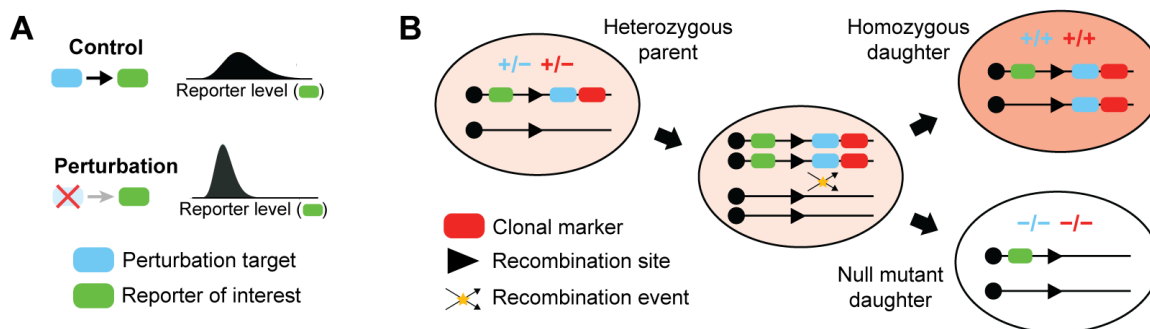 A
Control
Reporter level ( )
Perturbation
Reporter level ( )
Perturbation target
Reporter of interest
B
Heterozygous
parent
+/− +/−
Homozygous
daughter
+/+ +/+
Clonal marker
Recombination site
Recombination event
−/− −/−
Null mutant
daughter